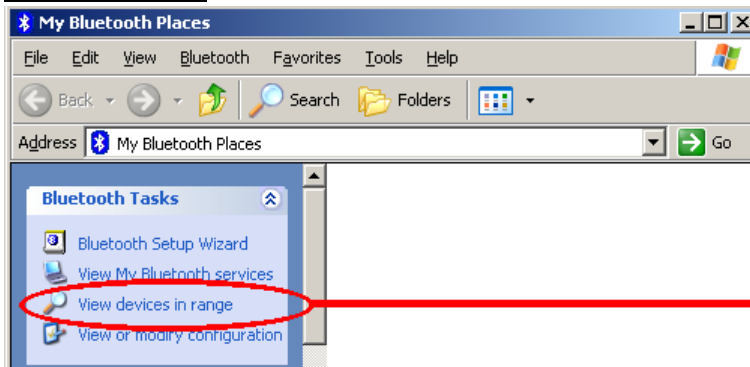 My Bluetooth Places
File Edit View Bluetooth Favorites Tools Help
Back Search Folders
Address My Bluetooth Places Go
Bluetooth Tasks
Bluetooth Setup Wizard
View My Bluetooth services
View devices in range
View or modify configuration